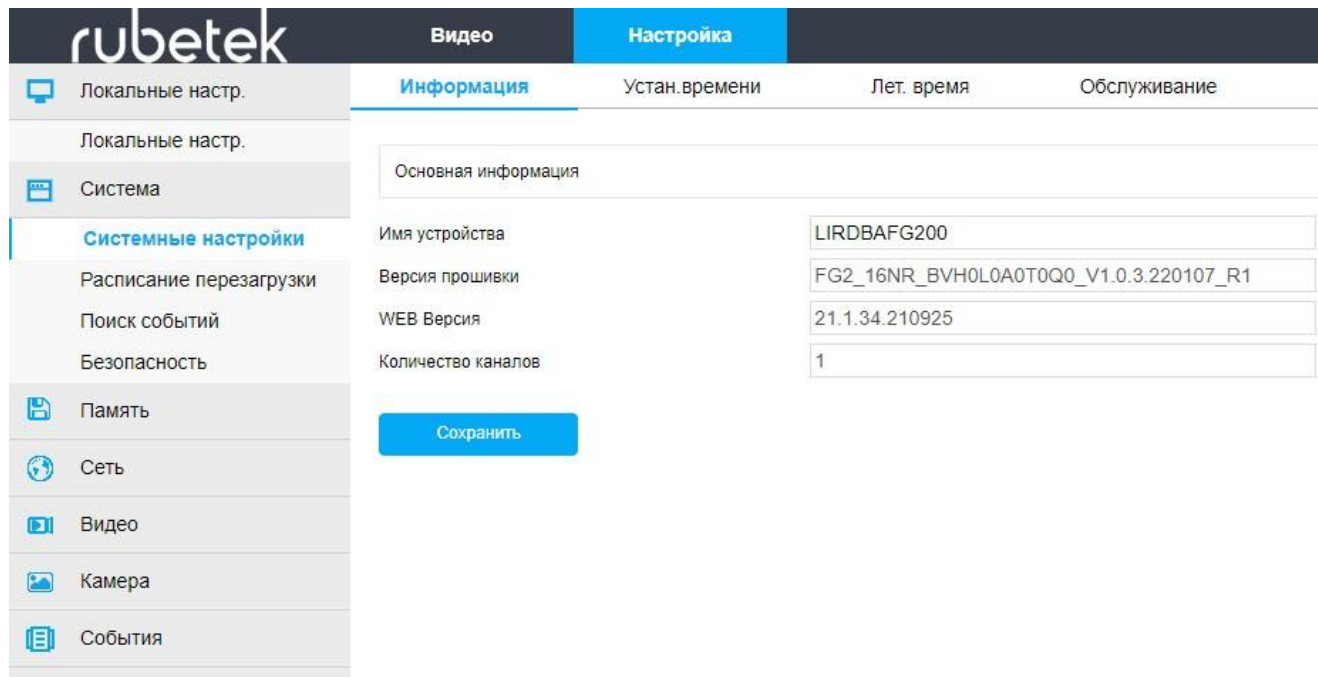 rubetek
Видео
Настройка
Локальные настр.
Локальные настр.
Система
Системные настройки
Расписание перезагрузки
Поиск событий
Безопасность
Память
Сеть
Видео
Камера
События
Информация
Устан.времени
Лет. время
Обслуживание
Основная информация
Имя устройства LIRDBAFG200
Версия прошивки FG2_16NR_BVH0L0A0T0Q0_V1.0.3.220107_R1
WEB Версия 21.1.34.210925
Количество каналов 1
Сохранить